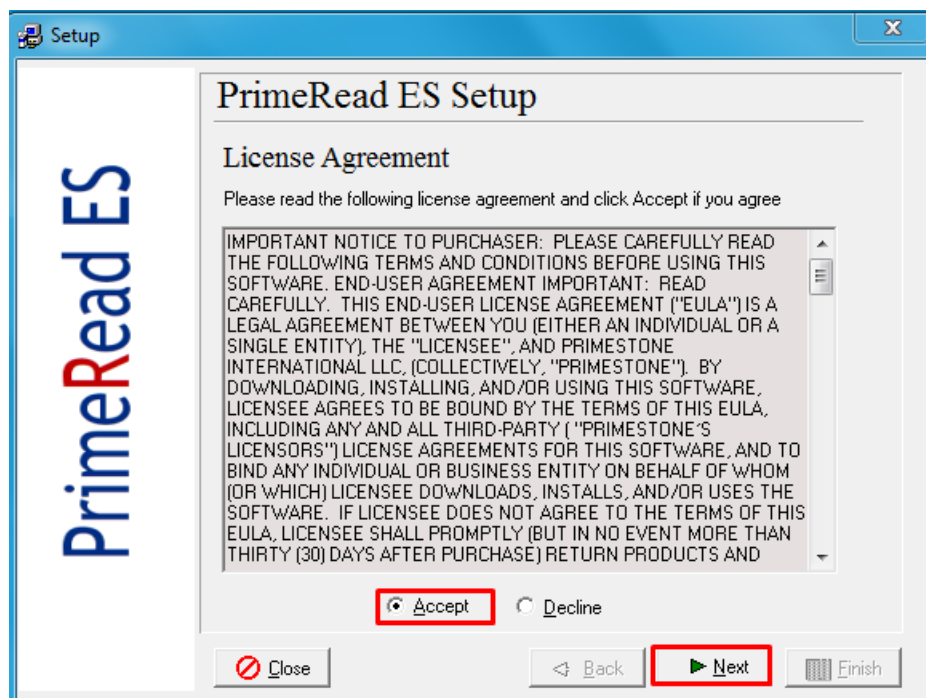 Setup
PrimeRead ES
PrimeRead ES Setup
License Agreement
Please read the following license agreement and click Accept if you agree
IMPORTANT NOTICE TO PURCHASER:  PLEASE CAREFULLY READ
THE FOLLOWING TERMS AND CONDITIONS BEFORE USING THIS
SOFTWARE. END-USER AGREEMENT IMPORTANT:  READ
CAREFULLY.  THIS END-USER LICENSE AGREEMENT ("EULA") IS A
LEGAL AGREEMENT BETWEEN YOU (EITHER AN INDIVIDUAL OR A
SINGLE ENTITY), THE "LICENSEE", AND PRIMESTONE
INTERNATIONAL LLC, (COLLECTIVELY, "PRIMESTONE").  BY
DOWNLOADING, INSTALLING, AND/OR USING THIS SOFTWARE,
LICENSEE AGREES TO BE BOUND BY THE TERMS OF THIS EULA,
INCLUDING ANY AND ALL THIRD-PARTY ( "PRIMESTONE´S
LICENSORS") LICENSE AGREEMENTS FOR THIS SOFTWARE, AND TO
BIND ANY INDIVIDUAL OR BUSINESS ENTITY ON BEHALF OF WHOM
(OR WHICH) LICENSEE DOWNLOADS, INSTALLS, AND/OR USES THE
SOFTWARE.  IF LICENSEE DOES NOT AGREE TO THE TERMS OF THIS
EULA, LICENSEE SHALL PROMPTLY (BUT IN NO EVENT MORE THAN
THIRTY (30) DAYS AFTER PURCHASE) RETURN PRODUCTS AND
Accept Decline
Close Back Next Finish